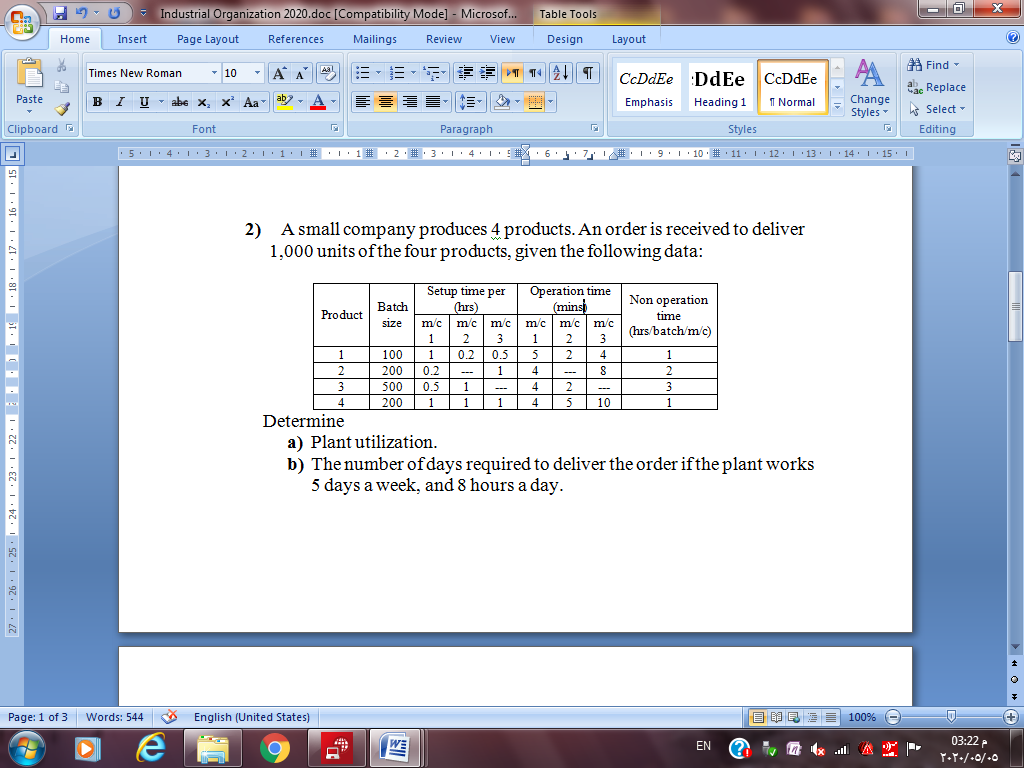 Industrial Organization 2020.doc [Compatibility Mode] - Microsof...
Table Tools
Home Insert Page Layout References Mailings Review View Design Layout
Paste
Times New Roman 10
CcDdEe :DdEe CcDdEe
Emphasis Heading 1 ¶ Normal
Change Styles
Find
Replace
Select
Clipboard Font Paragraph Styles Editing
2) A small company produces 4 products. An order is received to deliver
1,000 units of the four products, given the following data:
Product Batch size Setup time per (hrs) Operation time (mins) Non operation time (hrs/batch/m/c)
m/c 1 m/c 2 m/c 3 m/c 1 m/c 2 m/c 3
1 100 1 0.2 0.5 5 2 4 1
2 200 0.2 --- 1 4 --- 8 2
3 500 0.5 1 --- 4 2 --- 3
4 200 1 1 1 4 5 10 1
Determine
a) Plant utilization.
b) The number of days required to deliver the order if the plant works
5 days a week, and 8 hours a day.
Page: 1 of 3 Words: 544 English (United States) 100%
EN
03:22 م
٢٠٢٠/٠٥/٠٥